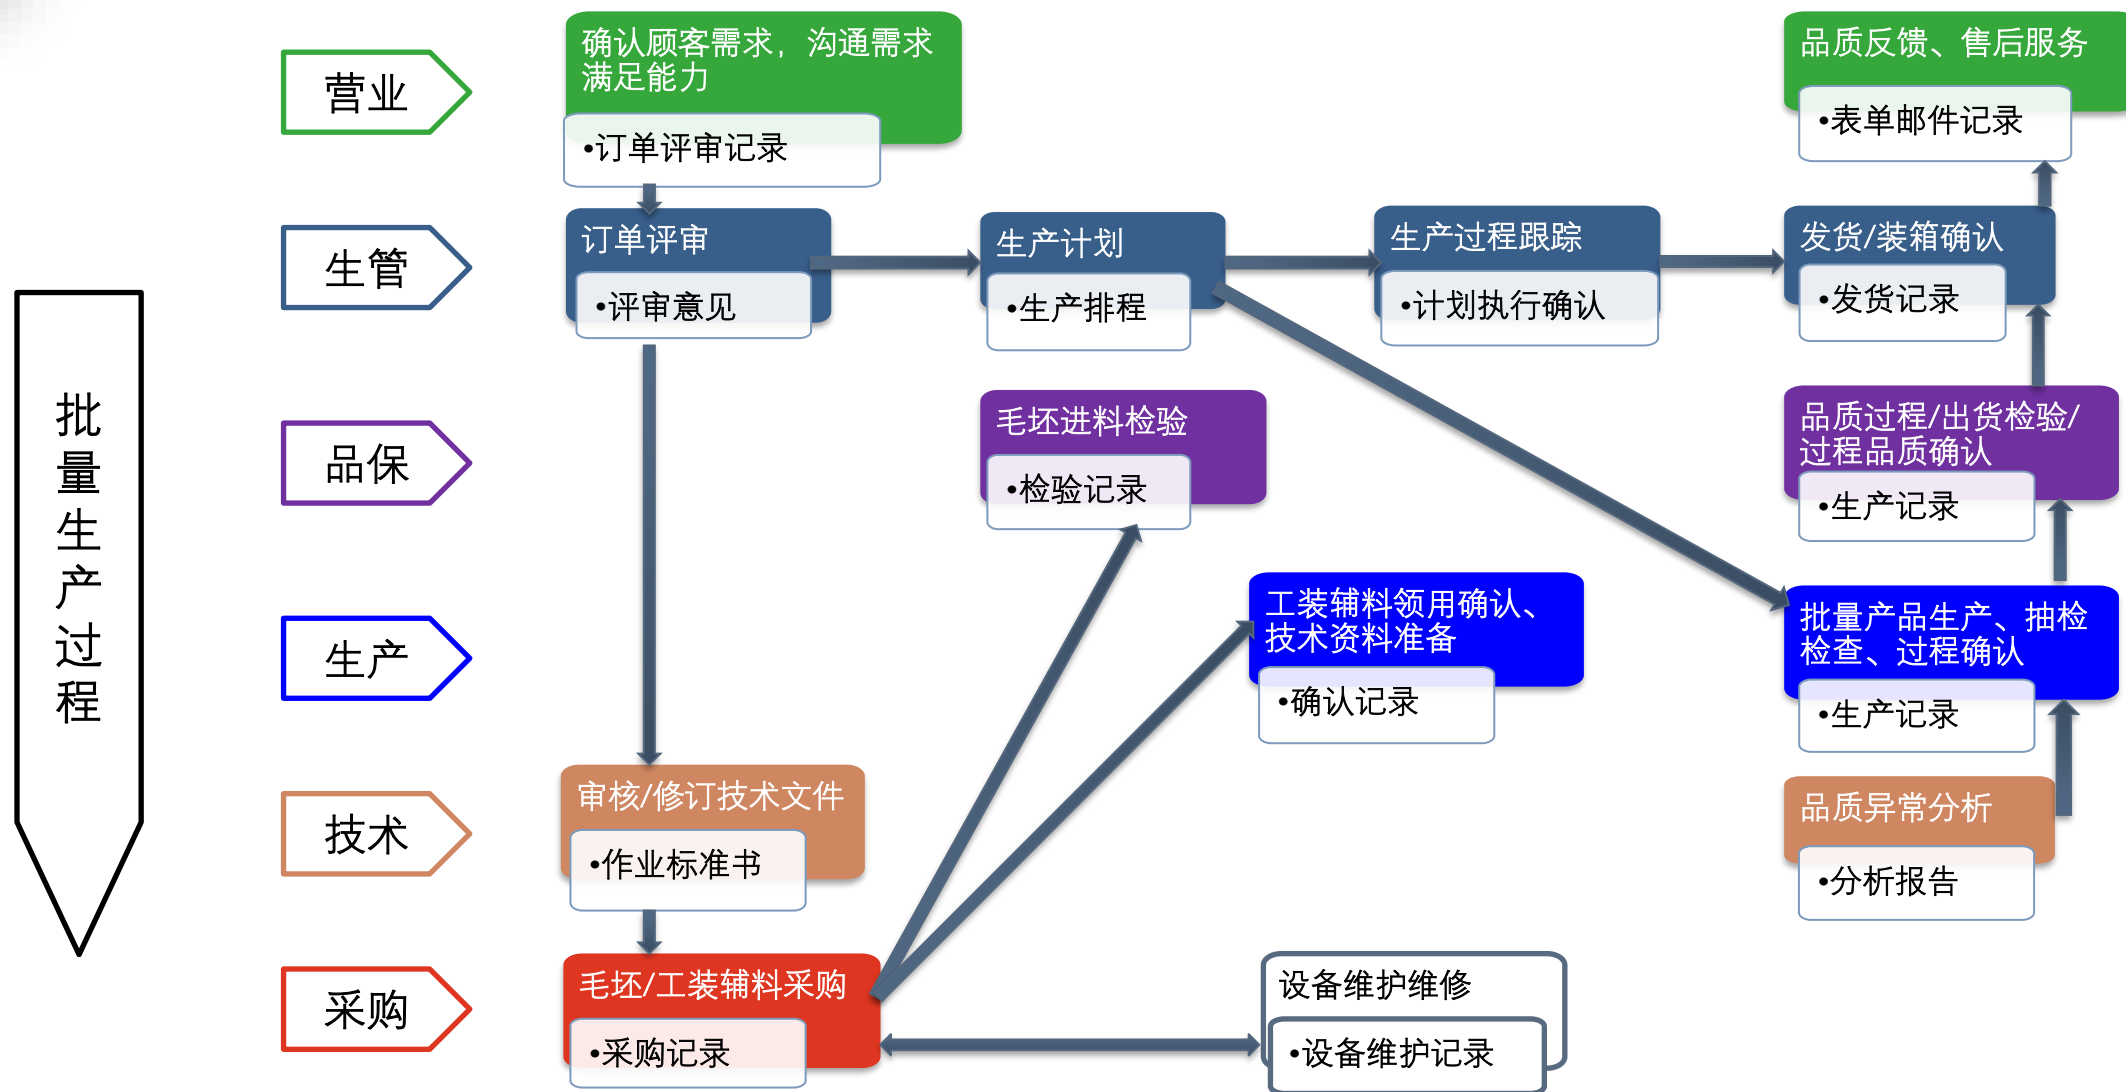 营业
确认顾客需求，沟通需求
满足能力
•订单评审记录
品质反馈、售后服务
•表单邮件记录
生管
订单评审
•评审意见
生产计划
•生产排程
生产过程跟踪
•计划执行确认
发货/装箱确认
•发货记录
批量生产过程
品保
毛坯进料检验
•检验记录
品质过程/出货检验/
过程品质确认
•生产记录
生产
工装辅料领用确认、
技术资料准备
•确认记录
批量产品生产、抽检
检查、过程确认
•生产记录
技术
审核/修订技术文件
•作业标准书
品质异常分析
•分析报告
采购
毛坯/工装辅料采购
•采购记录
设备维护维修
•设备维护记录